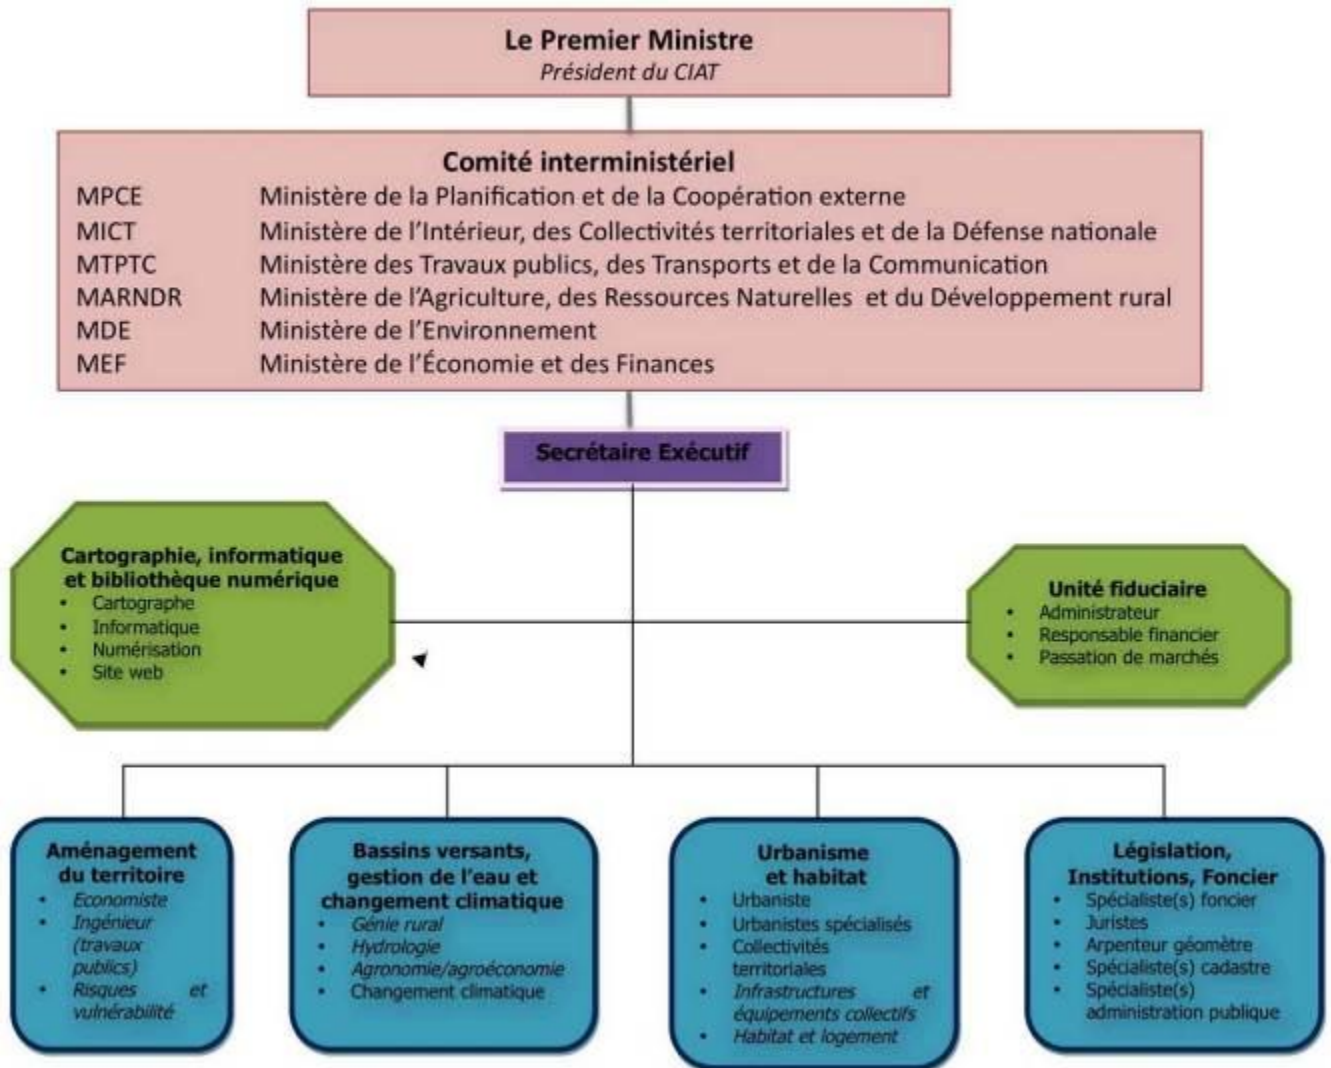 Le Premier Ministre
Président du CIAT
Comité interministériel
MPCE Ministère de la Planification et de la Coopération externe
MICT Ministère de l'Intérieur, des Collectivités territoriales et de la Défense nationale
MTPTC Ministère des Travaux publics, des Transports et de la Communication
MARNDR Ministère de l'Agriculture, des Ressources Naturelles et du Développement rural
MDE Ministère de l'Environnement
MEF Ministère de l'Économie et des Finances
Secrétaire Exécutif
Cartographie, informatique
et bibliothèque numérique
• Cartographe
• Informatique
• Numérisation
• Site web
Unité fiduciaire
• Administrateur
• Responsable financier
• Passation de marchés
Aménagement
du territoire
• Economiste
• Ingénieur
(travaux
publics)
• Risques et
vulnérabilité
Bassins versants,
gestion de l'eau et
changement climatique
• Génie rural
• Hydrologie
• Agronomie/agroéconomie
• Changement climatique
Urbanisme
et habitat
• Urbaniste
• Urbanistes spécialisés
• Collectivités
territoriales
• Infrastructures et
équipements collectifs
• Habitat et logement
Législation,
Institutions, Foncier
• Spécialiste(s) foncier
• Juristes
• Arpenteur géomètre
• Spécialiste(s) cadastre
• Spécialiste(s)
administration publique